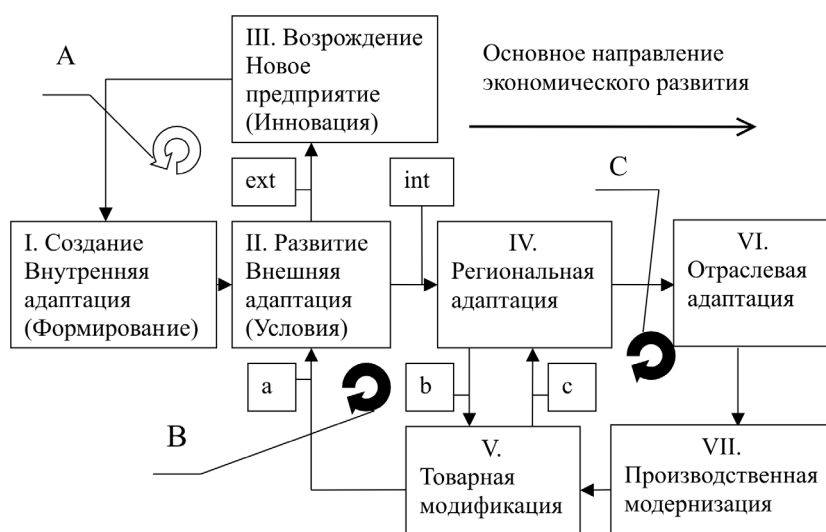 A
III. Возрождение
Новое
предприятие
(Инновация)
Основное направление
экономического развития
ext
int
C
I. Создание
Внутренняя
адаптация
(Формирование)
II. Развитие
Внешняя
адаптация
(Условия)
IV.
Региональная
адаптация
VI.
Отраслевая
адаптация
a
b
c
B
V.
Товарная
модификация
VII.
Производственная
модернизация